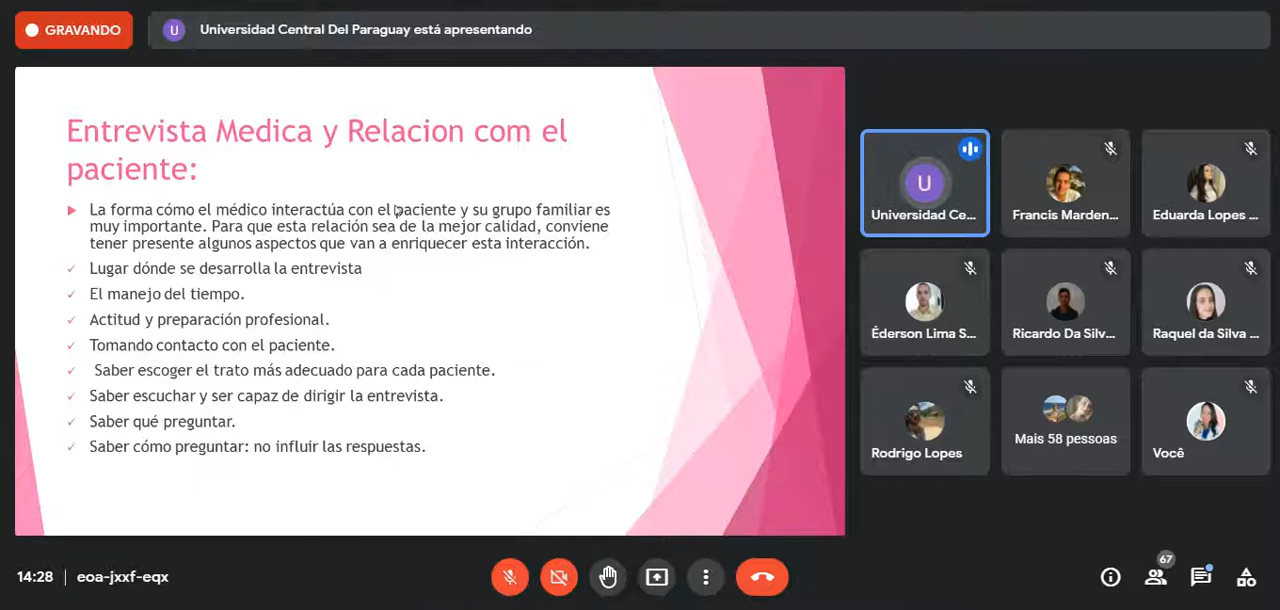 GRAVANDO
U Universidad Central Del Paraguay está apresentando
Entrevista Medica y Relacion com el
paciente:
La forma cómo el médico interactúa con el paciente y su grupo familiar es
muy importante. Para que esta relación sea de la mejor calidad, conviene
tener presente algunos aspectos que van a enriquecer esta interacción.
Lugar dónde se desarrolla la entrevista
El manejo del tiempo.
Actitud y preparación profesional.
Tomando contacto con el paciente.
Saber escoger el trato más adecuado para cada paciente.
Saber escuchar y ser capaz de dirigir la entrevista.
Saber qué preguntar.
Saber cómo preguntar: no influir las respuestas.
U
Universidad Ce...
Francis Marden...
Eduarda Lopes ...
Éderson Lima S...
Ricardo Da Silv...
Raquel da Silva ...
Rodrigo Lopes
Mais 58 pessoas
Você
14:28 | eoa-jxxf-eqx
67